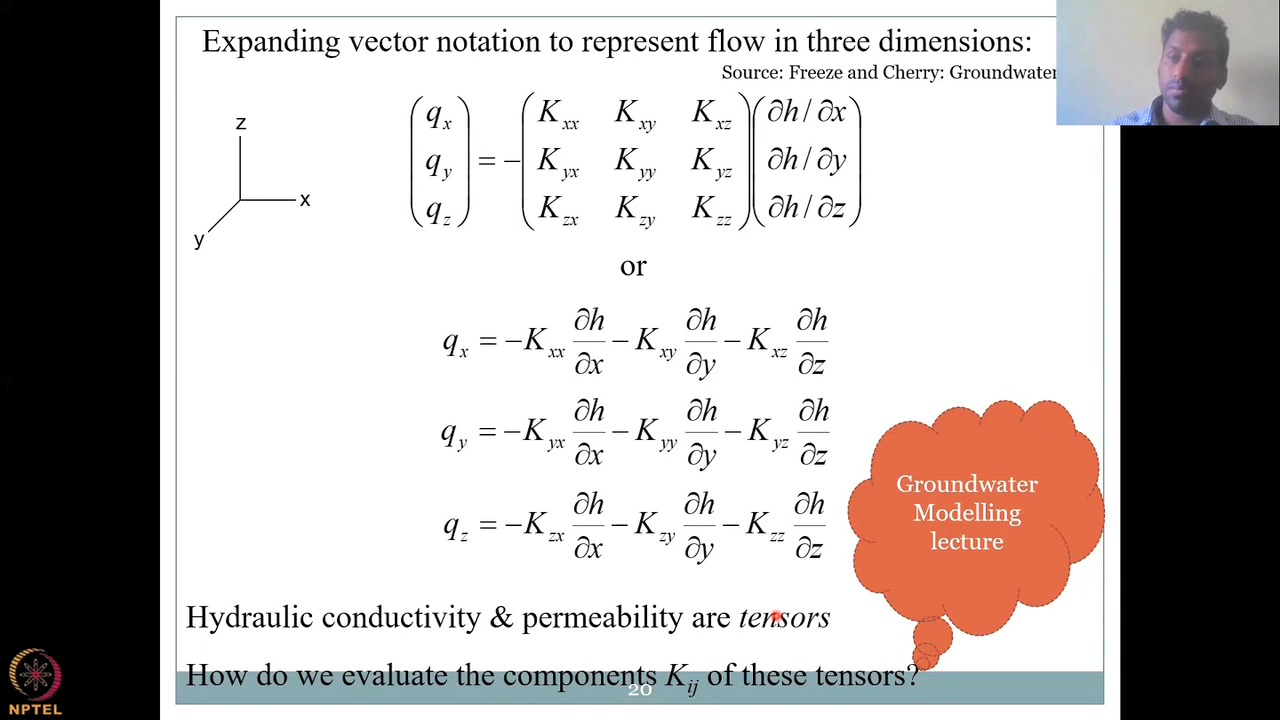 Expanding vector notation to represent flow in three dimensions:
Source: Freeze and Cherry: Groundwater
z
x
y
(q_x) = −(K_xx K_xy K_xz)(∂h/∂x)
(q_y) (K_yx K_yy K_yz)(∂h/∂y)
(q_z) (K_zx K_zy K_zz)(∂h/∂z)
or
q_x = −K_xx ∂h/∂x − K_xy ∂h/∂y − K_xz ∂h/∂z
q_y = −K_yx ∂h/∂x − K_yy ∂h/∂y − K_yz ∂h/∂z
q_z = −K_zx ∂h/∂x − K_zy ∂h/∂y − K_zz ∂h/∂z
Groundwater
Modelling
lecture
Hydraulic conductivity & permeability are tensors
How do we evaluate the components K_ij of these tensors?
20
NPTEL